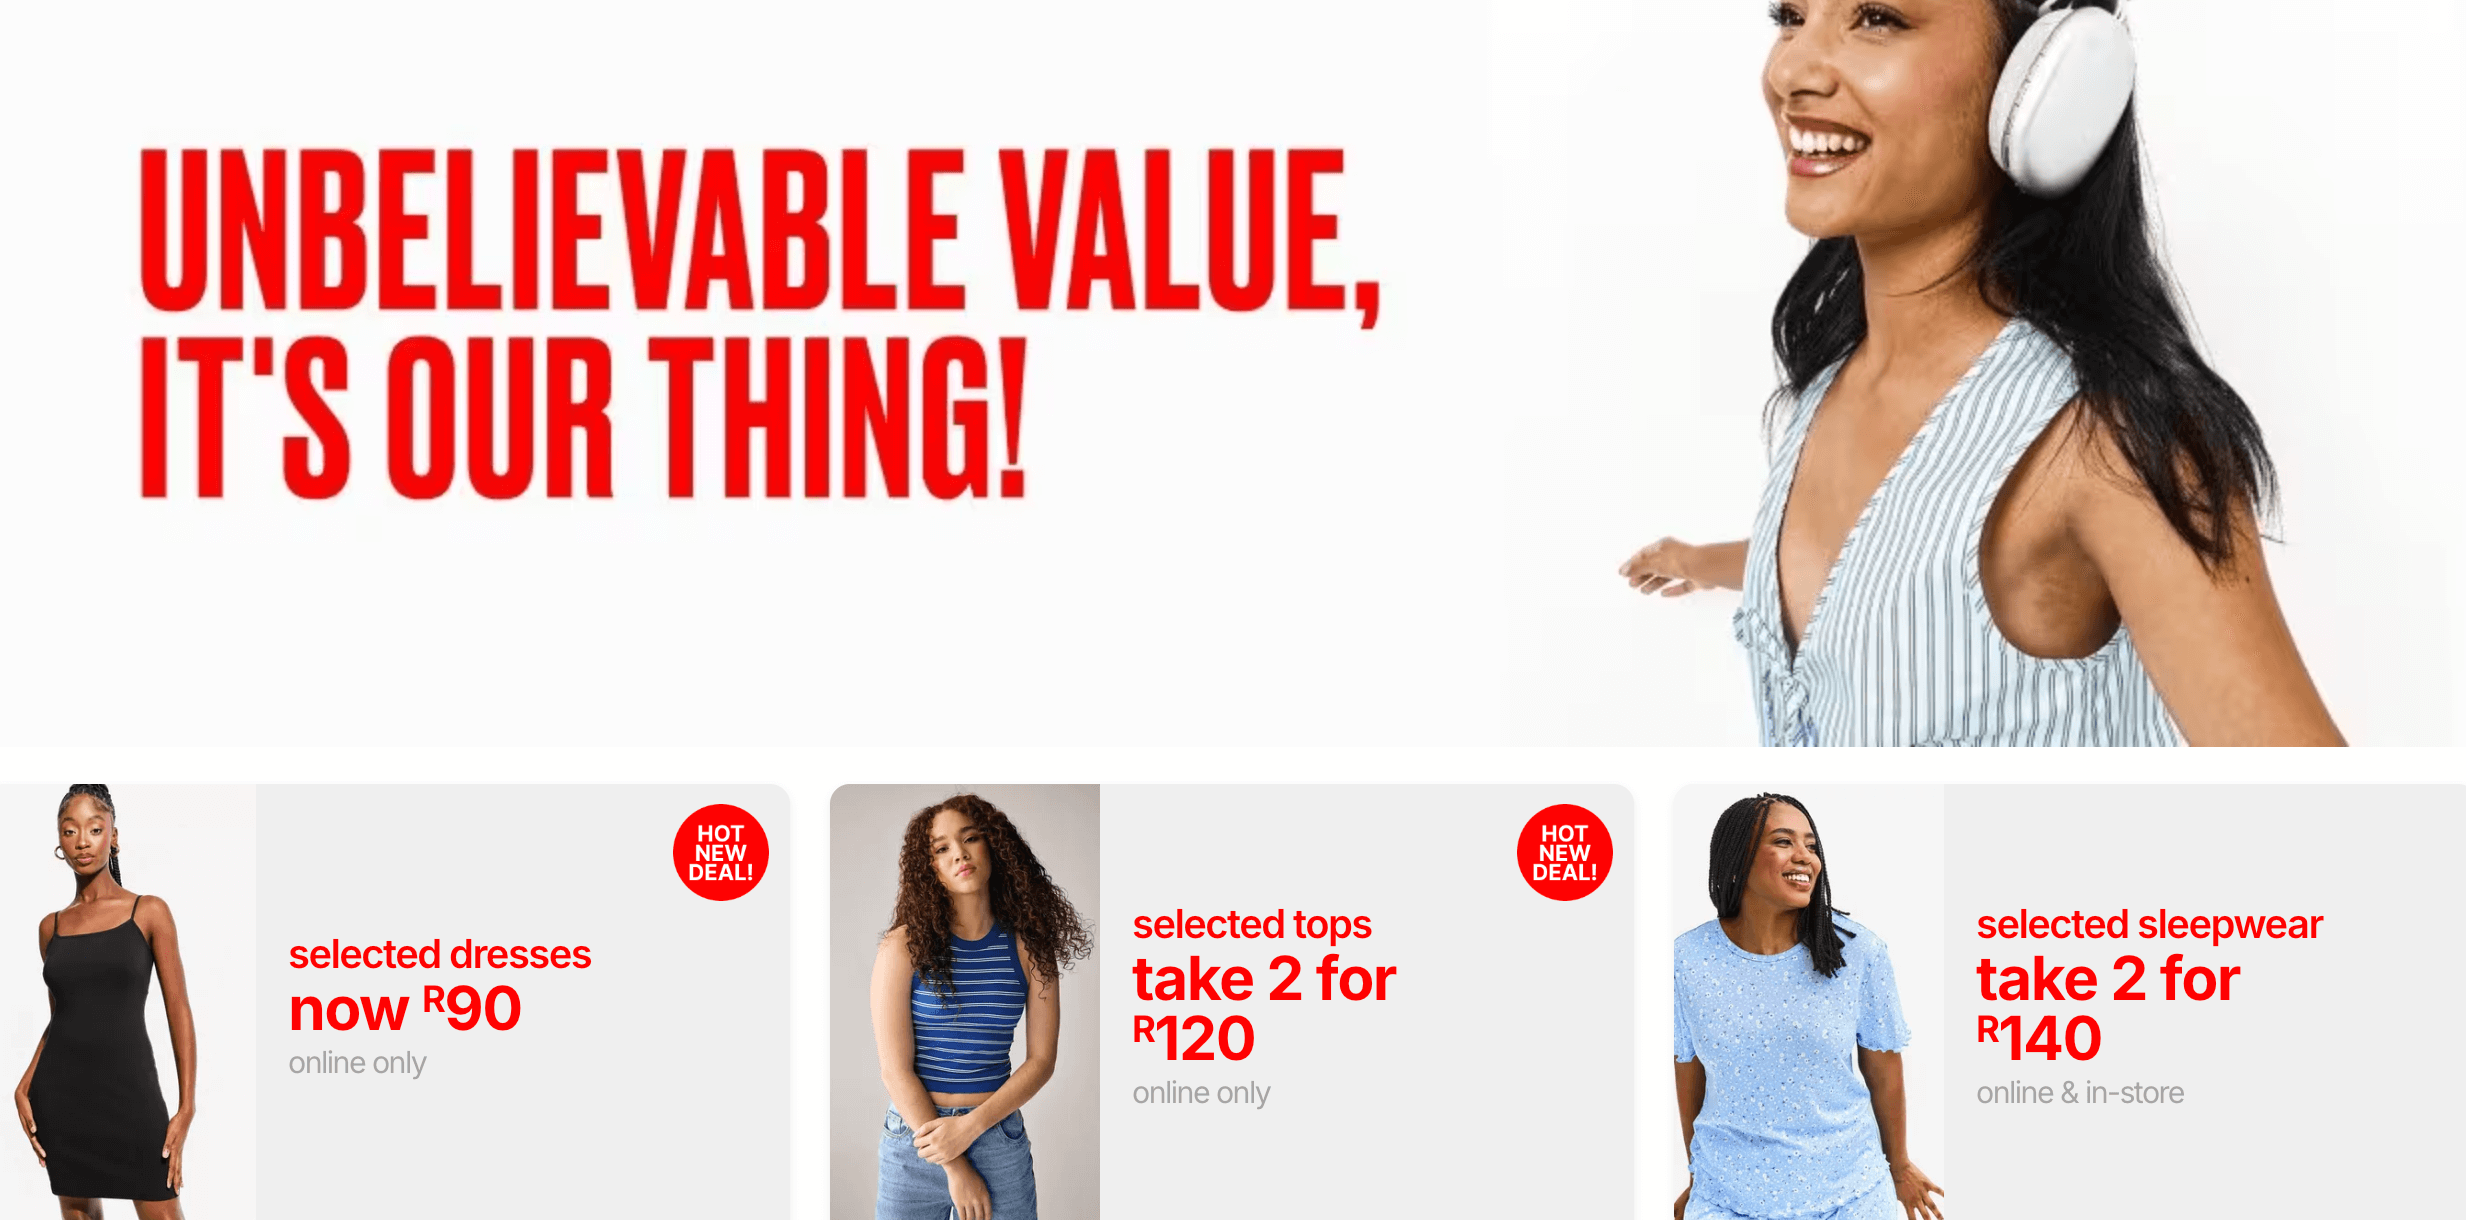 UNBELIEVABLE VALUE,
IT'S OUR THING!
HOT
NEW
DEAL!
selected dresses
now R90
online only
HOT
NEW
DEAL!
selected tops
take 2 for
R120
online only
selected sleepwear
take 2 for
R140
online & in-store